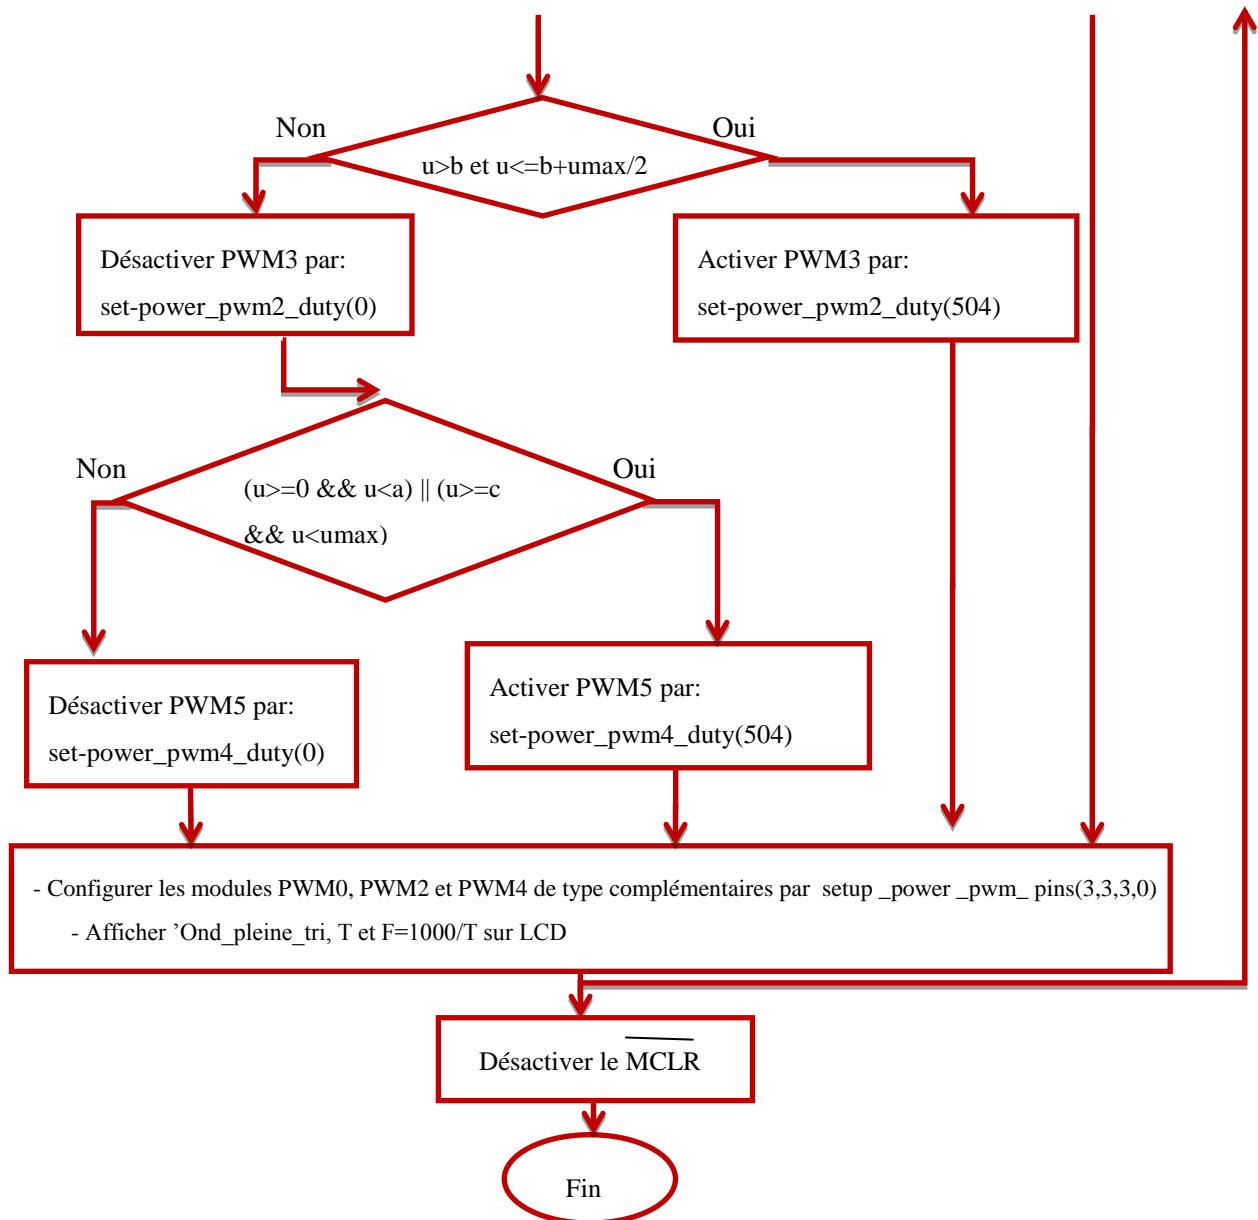 Non
Oui
u>b et u<=b+umax/2
Désactiver PWM3 par:
set-power_pwm2_duty(0)
Activer PWM3 par:
set-power_pwm2_duty(504)
Non
Oui
(u>=0 && u<a) || (u>=c
&& u<umax)
Désactiver PWM5 par:
set-power_pwm4_duty(0)
Activer PWM5 par:
set-power_pwm4_duty(504)
- Configurer les modules PWM0, PWM2 et PWM4 de type complémentaires par setup _power _pwm_ pins(3,3,3,0)
- Afficher ’Ond_pleine_tri, T et F=1000/T sur LCD
Désactiver le MCLR
Fin